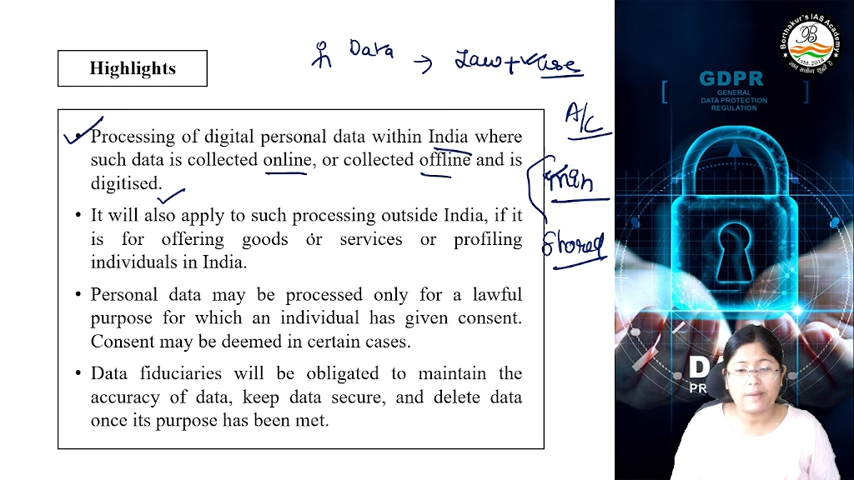 Highlights
Data → Law + use
A/C
Shared
• Processing of digital personal data within India where
such data is collected online, or collected offline and is
digitised.
• It will also apply to such processing outside India, if it
is for offering goods or services or profiling
individuals in India.
• Personal data may be processed only for a lawful
purpose for which an individual has given consent.
Consent may be deemed in certain cases.
• Data fiduciaries will be obligated to maintain the
accuracy of data, keep data secure, and delete data
once its purpose has been met.
GDPR
GENERAL
DATA PROTECTION
REGULATION
Borthakur's IAS Academy